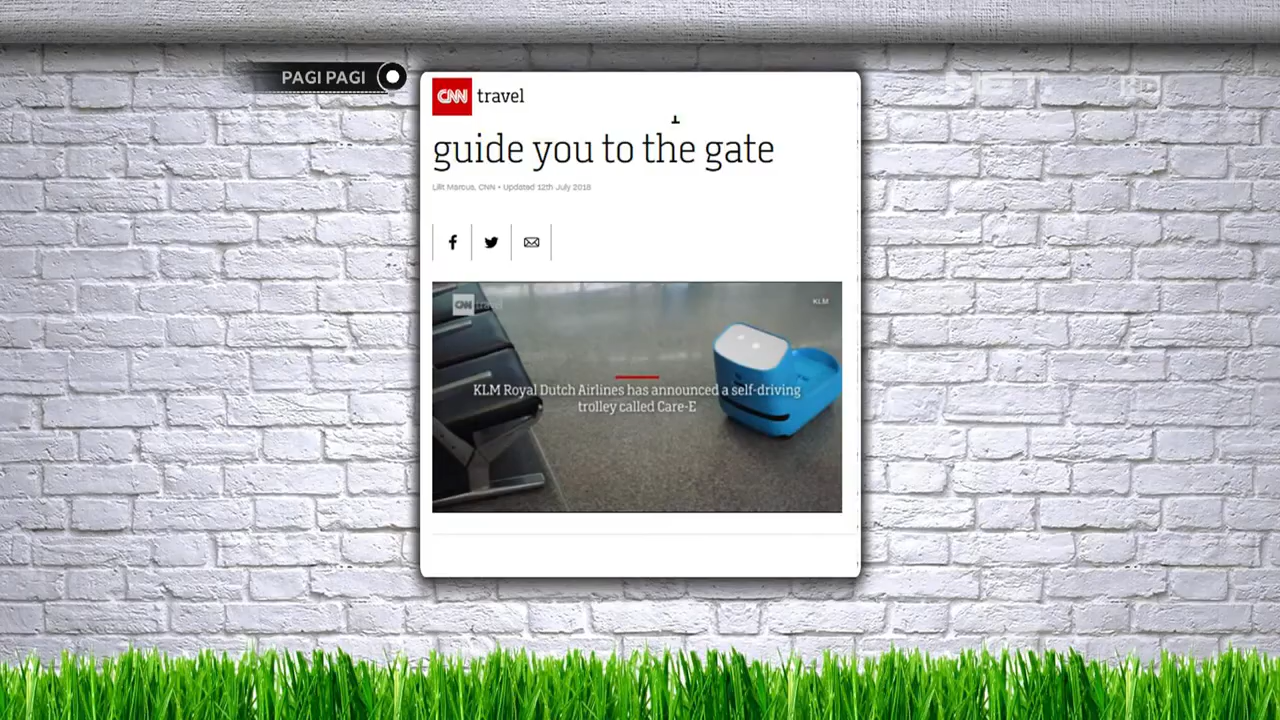 PAGI PAGI
CNN travel
guide you to the gate
Lilit Marcus, CNN • Updated 12th July 2018
CNN travel
KLM
KLM Royal Dutch Airlines has announced a self-driving
trolley called Care-E